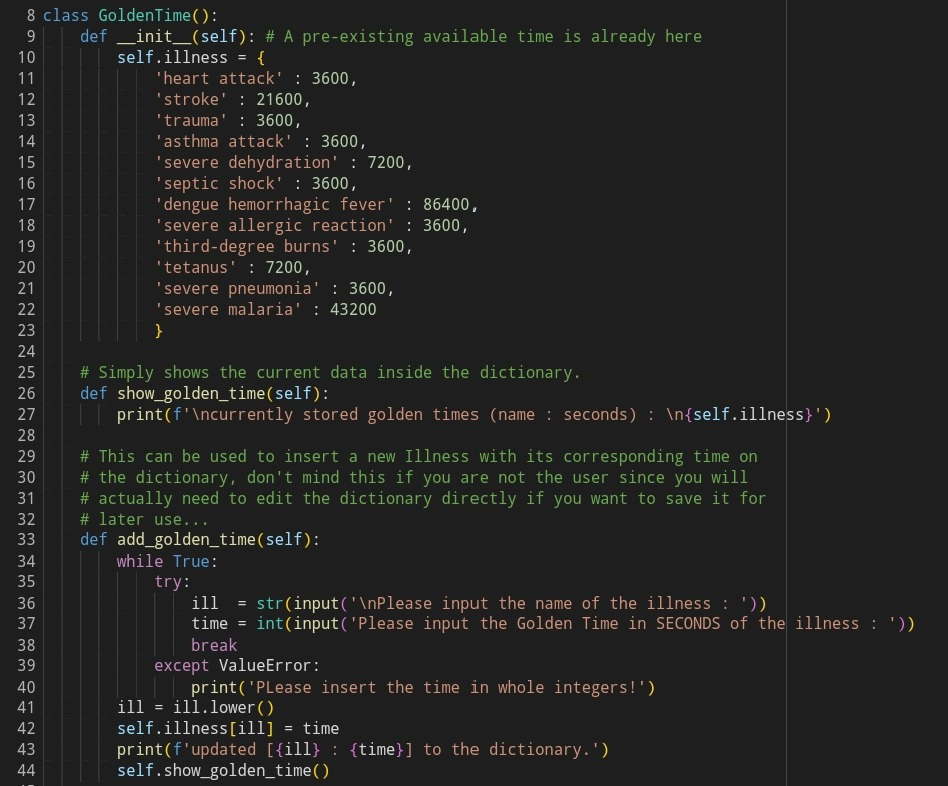 8 class GoldenTime():
9     def __init__(self): # A pre-existing available time is already here
10         self.illness = {
11             'heart attack' : 3600,
12             'stroke' : 21600,
13             'trauma' : 3600,
14             'asthma attack' : 3600,
15             'severe dehydration' : 7200,
16             'septic shock' : 3600,
17             'dengue hemorrhagic fever' : 86400,
18             'severe allergic reaction' : 3600,
19             'third-degree burns' : 3600,
20             'tetanus' : 7200,
21             'severe pneumonia' : 3600,
22             'severe malaria' : 43200
23             }
24
25     # Simply shows the current data inside the dictionary.
26     def show_golden_time(self):
27         print(f'\ncurrently stored golden times (name : seconds) : \n{self.illness}')
28
29     # This can be used to insert a new Illness with its corresponding time on
30     # the dictionary, don't mind this if you are not the user since you will
31     # actually need to edit the dictionary directly if you want to save it for
32     # later use...
33     def add_golden_time(self):
34         while True:
35             try:
36                 ill  = str(input('\nPlease input the name of the illness : '))
37                 time = int(input('Please input the Golden Time in SECONDS of the illness : '))
38                 break
39             except ValueError:
40                 print('PLease insert the time in whole integers!')
41         ill = ill.lower()
42         self.illness[ill] = time
43         print(f'updated [{ill} : {time}] to the dictionary.')
44         self.show_golden_time()